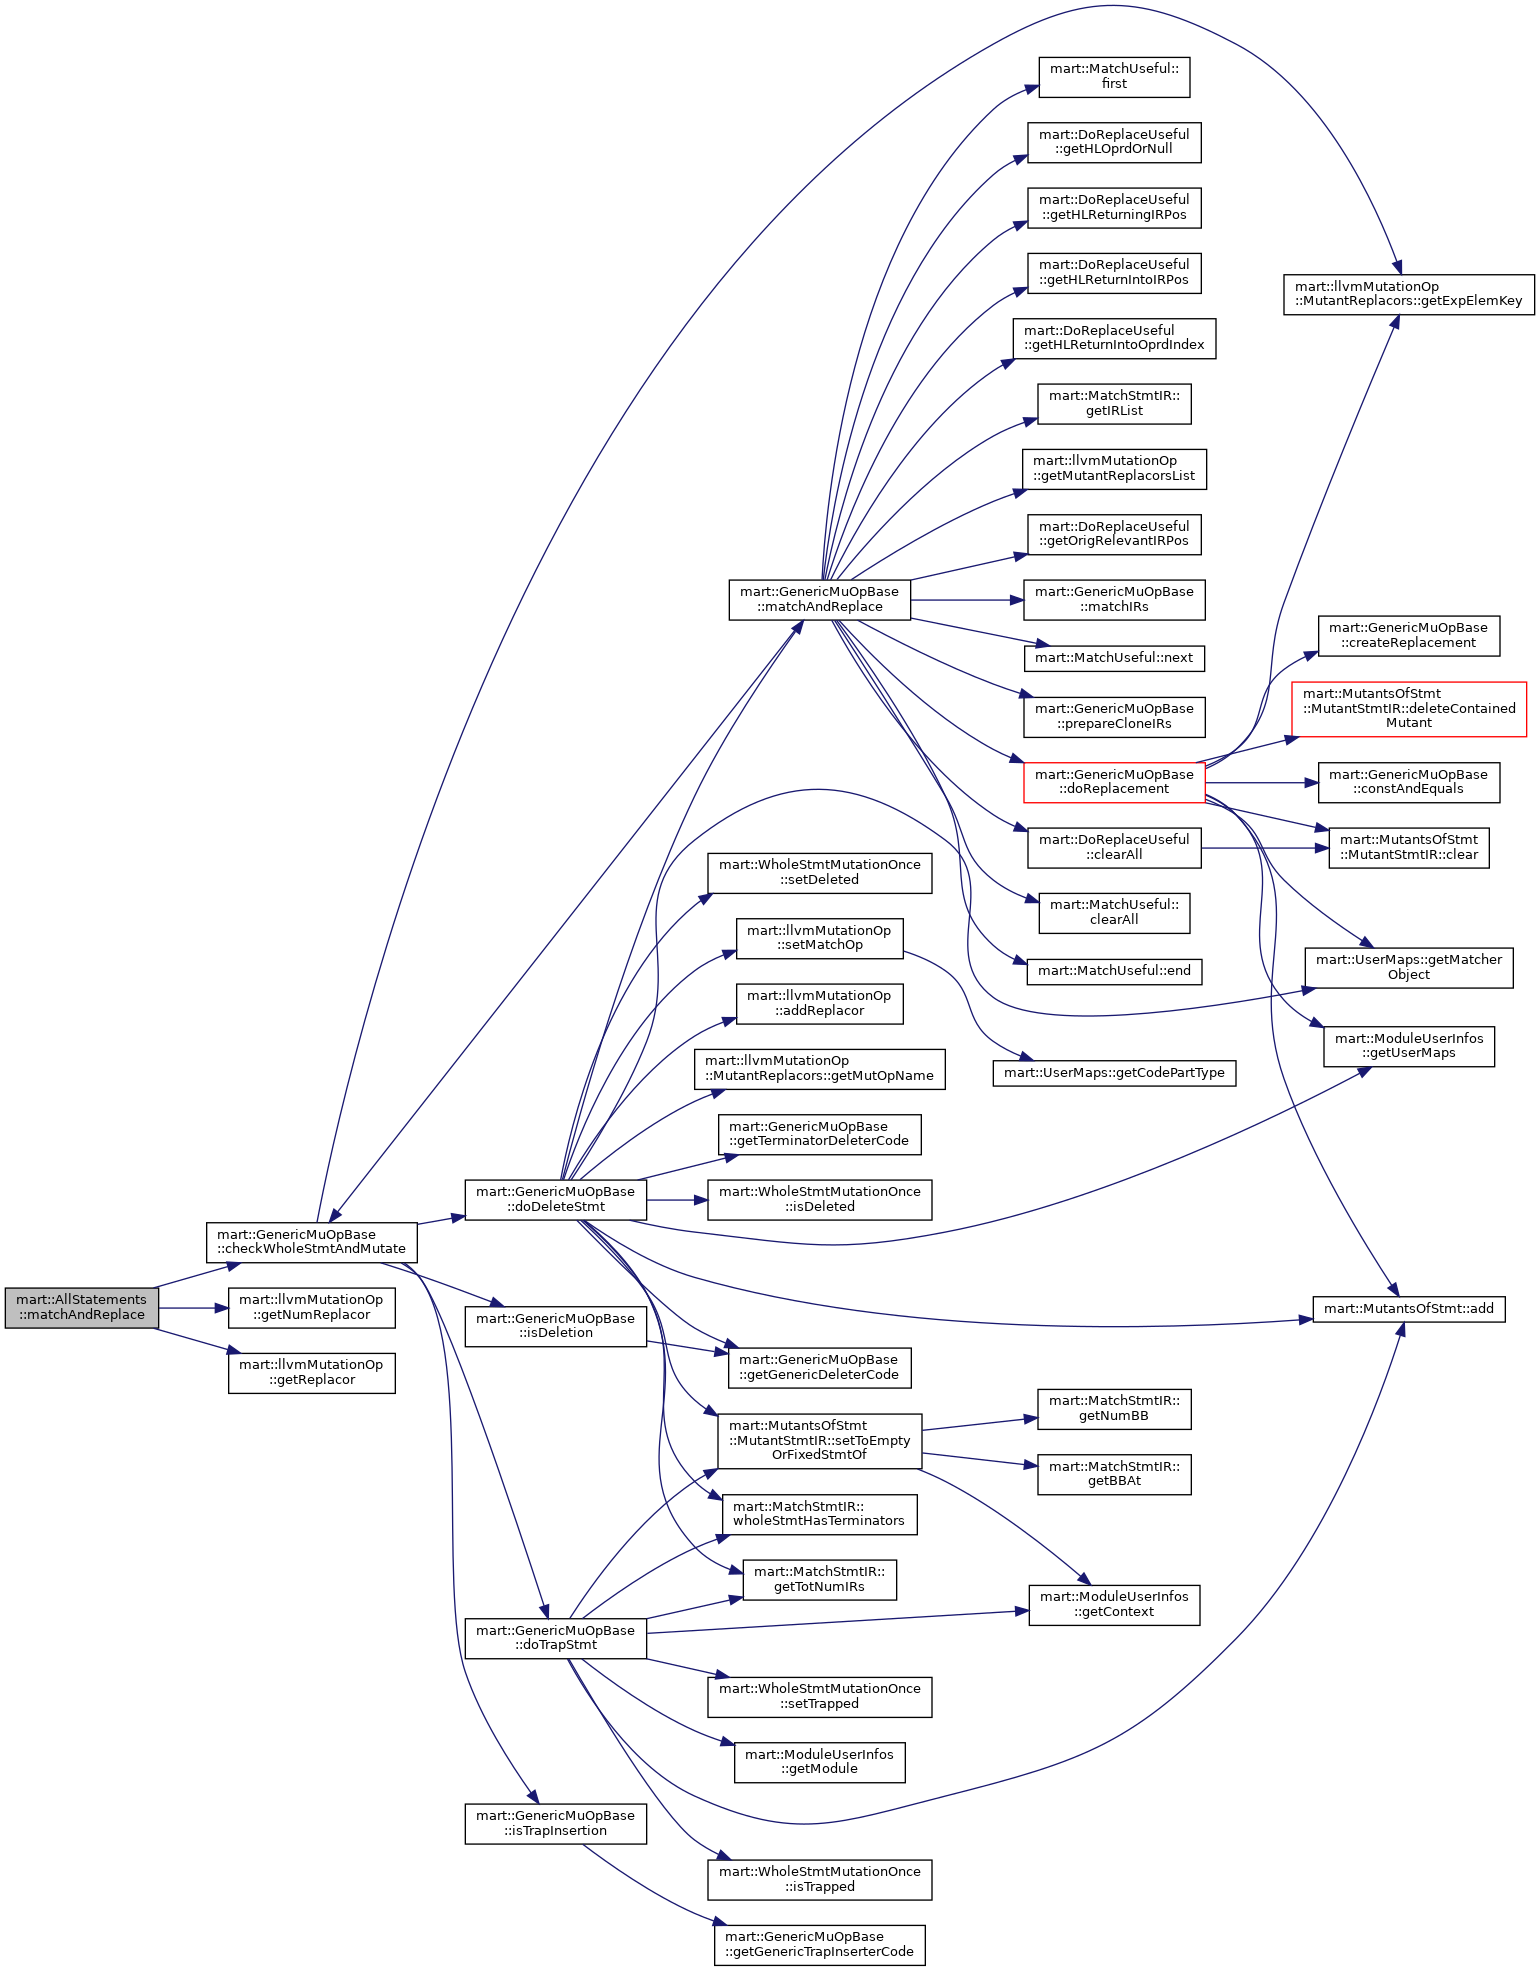 mart::AllStatements
::matchAndReplace
mart::GenericMuOpBase
::checkWholeStmtAndMutate
mart::llvmMutationOp
::getNumReplacor
mart::llvmMutationOp
::getReplacor
mart::GenericMuOpBase
::doDeleteStmt
mart::GenericMuOpBase
::isDeletion
mart::GenericMuOpBase
::doTrapStmt
mart::GenericMuOpBase
::isTrapInsertion
mart::GenericMuOpBase
::matchAndReplace
mart::WholeStmtMutationOnce
::setDeleted
mart::llvmMutationOp
::setMatchOp
mart::llvmMutationOp
::addReplacor
mart::llvmMutationOp
::MutantReplacors::getMutOpName
mart::GenericMuOpBase
::getTerminatorDeleterCode
mart::WholeStmtMutationOnce
::isDeleted
mart::GenericMuOpBase
::getGenericDeleterCode
mart::MutantsOfStmt
::MutantStmtIR::setToEmpty
OrFixedStmtOf
mart::MatchStmtIR::
wholeStmtHasTerminators
mart::MatchStmtIR::
getTotNumIRs
mart::WholeStmtMutationOnce
::setTrapped
mart::ModuleUserInfos
::getModule
mart::WholeStmtMutationOnce
::isTrapped
mart::GenericMuOpBase
::getGenericTrapInserterCode
mart::MatchUseful::
first
mart::DoReplaceUseful
::getHLOprdOrNull
mart::DoReplaceUseful
::getHLReturningIRPos
mart::DoReplaceUseful
::getHLReturnIntoIRPos
mart::DoReplaceUseful
::getHLReturnIntoOprdIndex
mart::MatchStmtIR::
getIRList
mart::llvmMutationOp
::getMutantReplacorsList
mart::DoReplaceUseful
::getOrigRelevantIRPos
mart::GenericMuOpBase
::matchIRs
mart::MatchUseful::next
mart::GenericMuOpBase
::prepareCloneIRs
mart::GenericMuOpBase
::doReplacement
mart::DoReplaceUseful
::clearAll
mart::MatchUseful::
clearAll
mart::MatchUseful::end
mart::UserMaps::getCodePartType
mart::MatchStmtIR::
getNumBB
mart::MatchStmtIR::
getBBAt
mart::ModuleUserInfos
::getContext
mart::llvmMutationOp
::MutantReplacors::getExpElemKey
mart::GenericMuOpBase
::createReplacement
mart::MutantsOfStmt
::MutantStmtIR::deleteContained
Mutant
mart::GenericMuOpBase
::constAndEquals
mart::MutantsOfStmt
::MutantStmtIR::clear
mart::UserMaps::getMatcher
Object
mart::ModuleUserInfos
::getUserMaps
mart::MutantsOfStmt::add